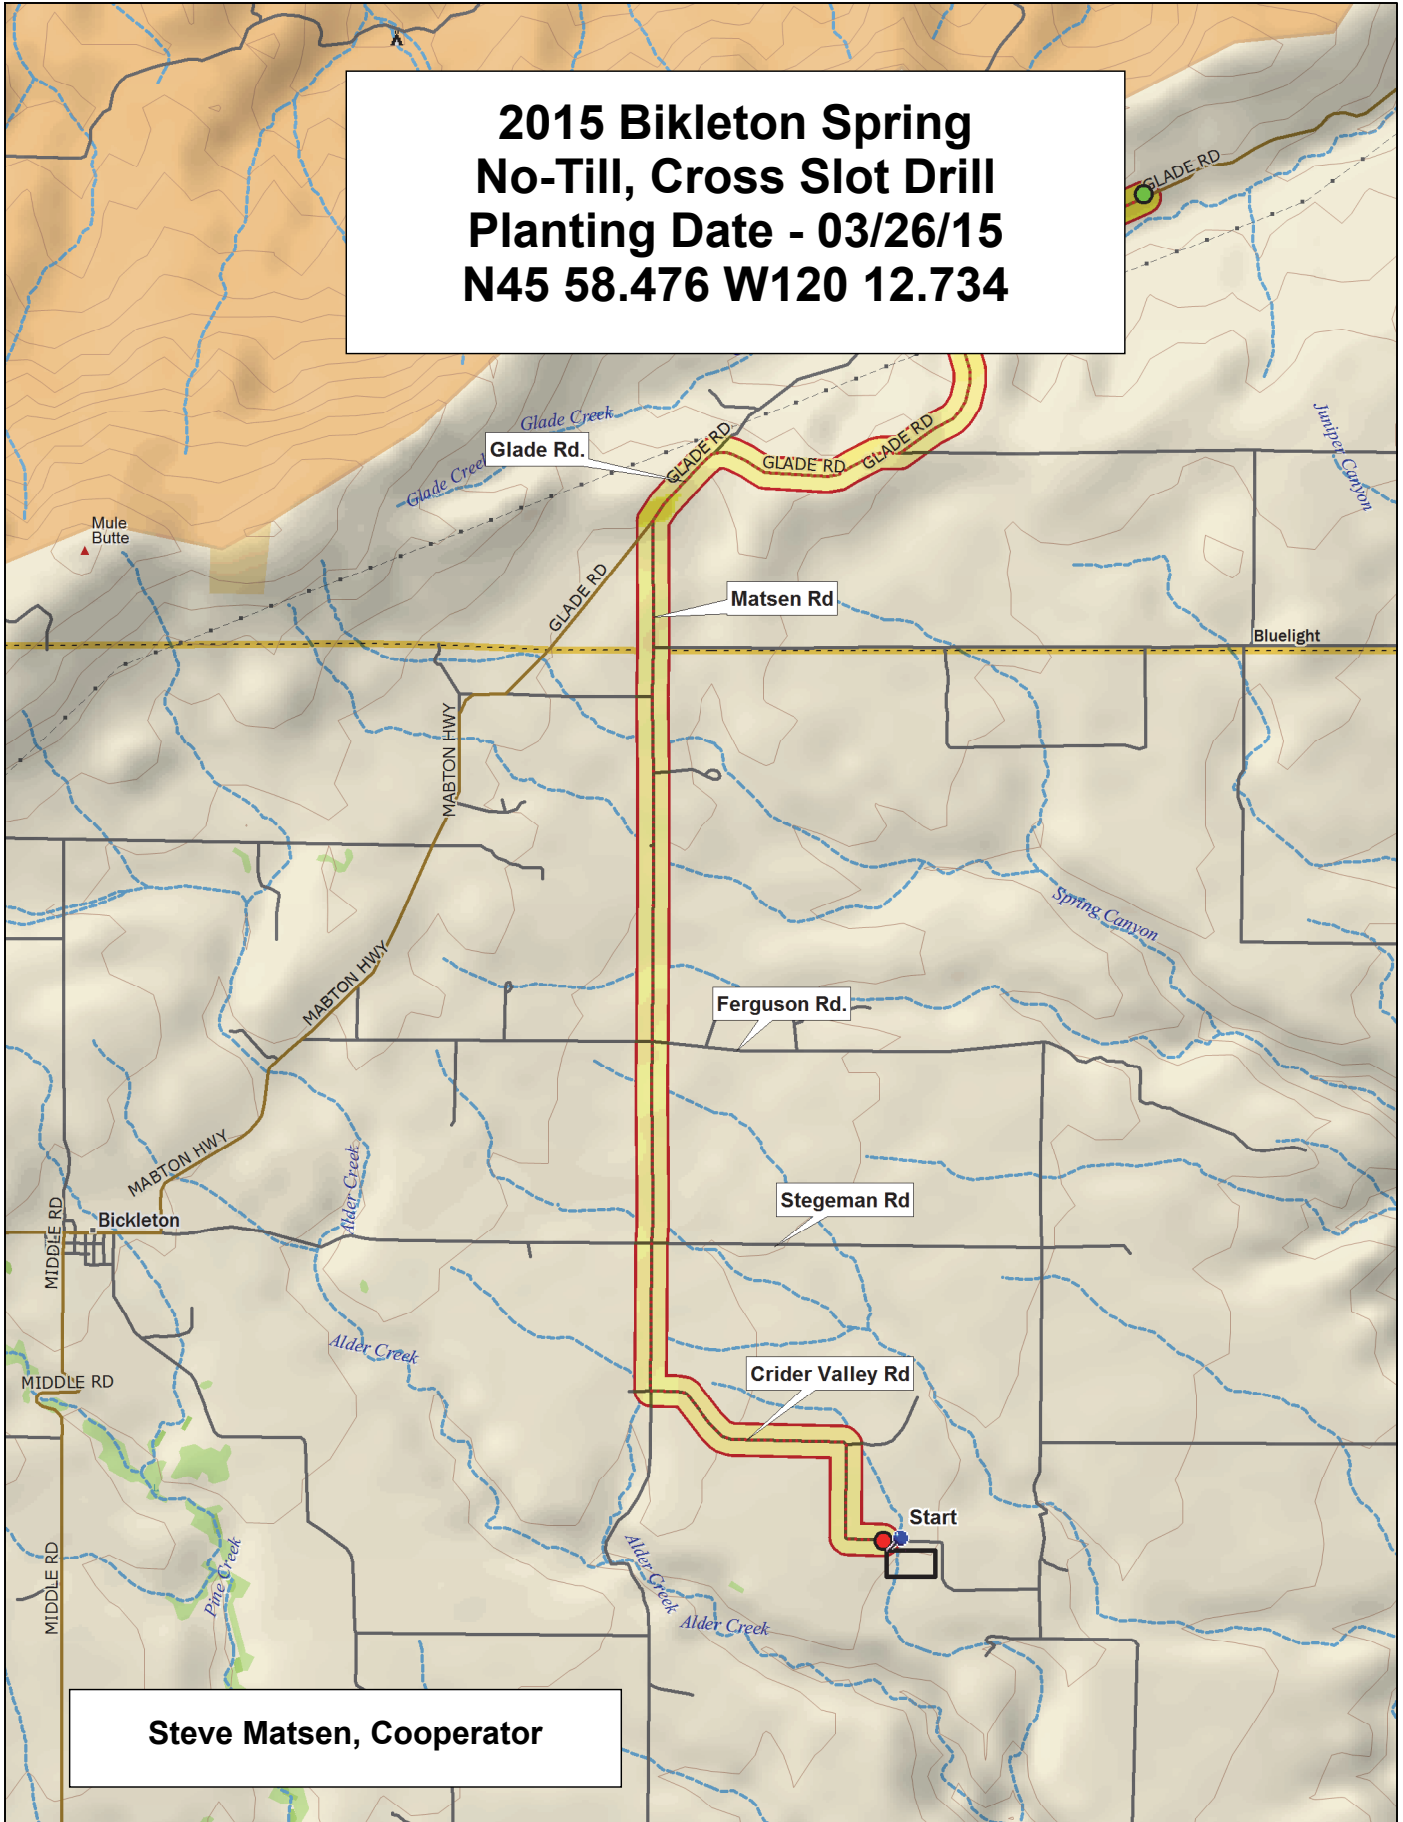 2015 Bikleton Spring
No-Till, Cross Slot Drill
Planting Date - 03/26/15
N45 58.476 W120 12.734
GLADE RD
Glade Creek
Glade Rd.
GLADE RD
GLADE RD
GLADE RD
Glade Creek
Juniper Canyon
Mule
Butte
GLADE RD
Matsen Rd
Bluelight
MABTON HWY
Spring Canyon
MABTON HWY
Ferguson Rd.
MABTON HWY
Alder Creek
Stegeman Rd
Bickleton
MIDDLE RD
Alder Creek
Crider Valley Rd
MIDDLE RD
Start
MIDDLE RD
Pine Creek
Alder Creek
Alder Creek
Steve Matsen, Cooperator